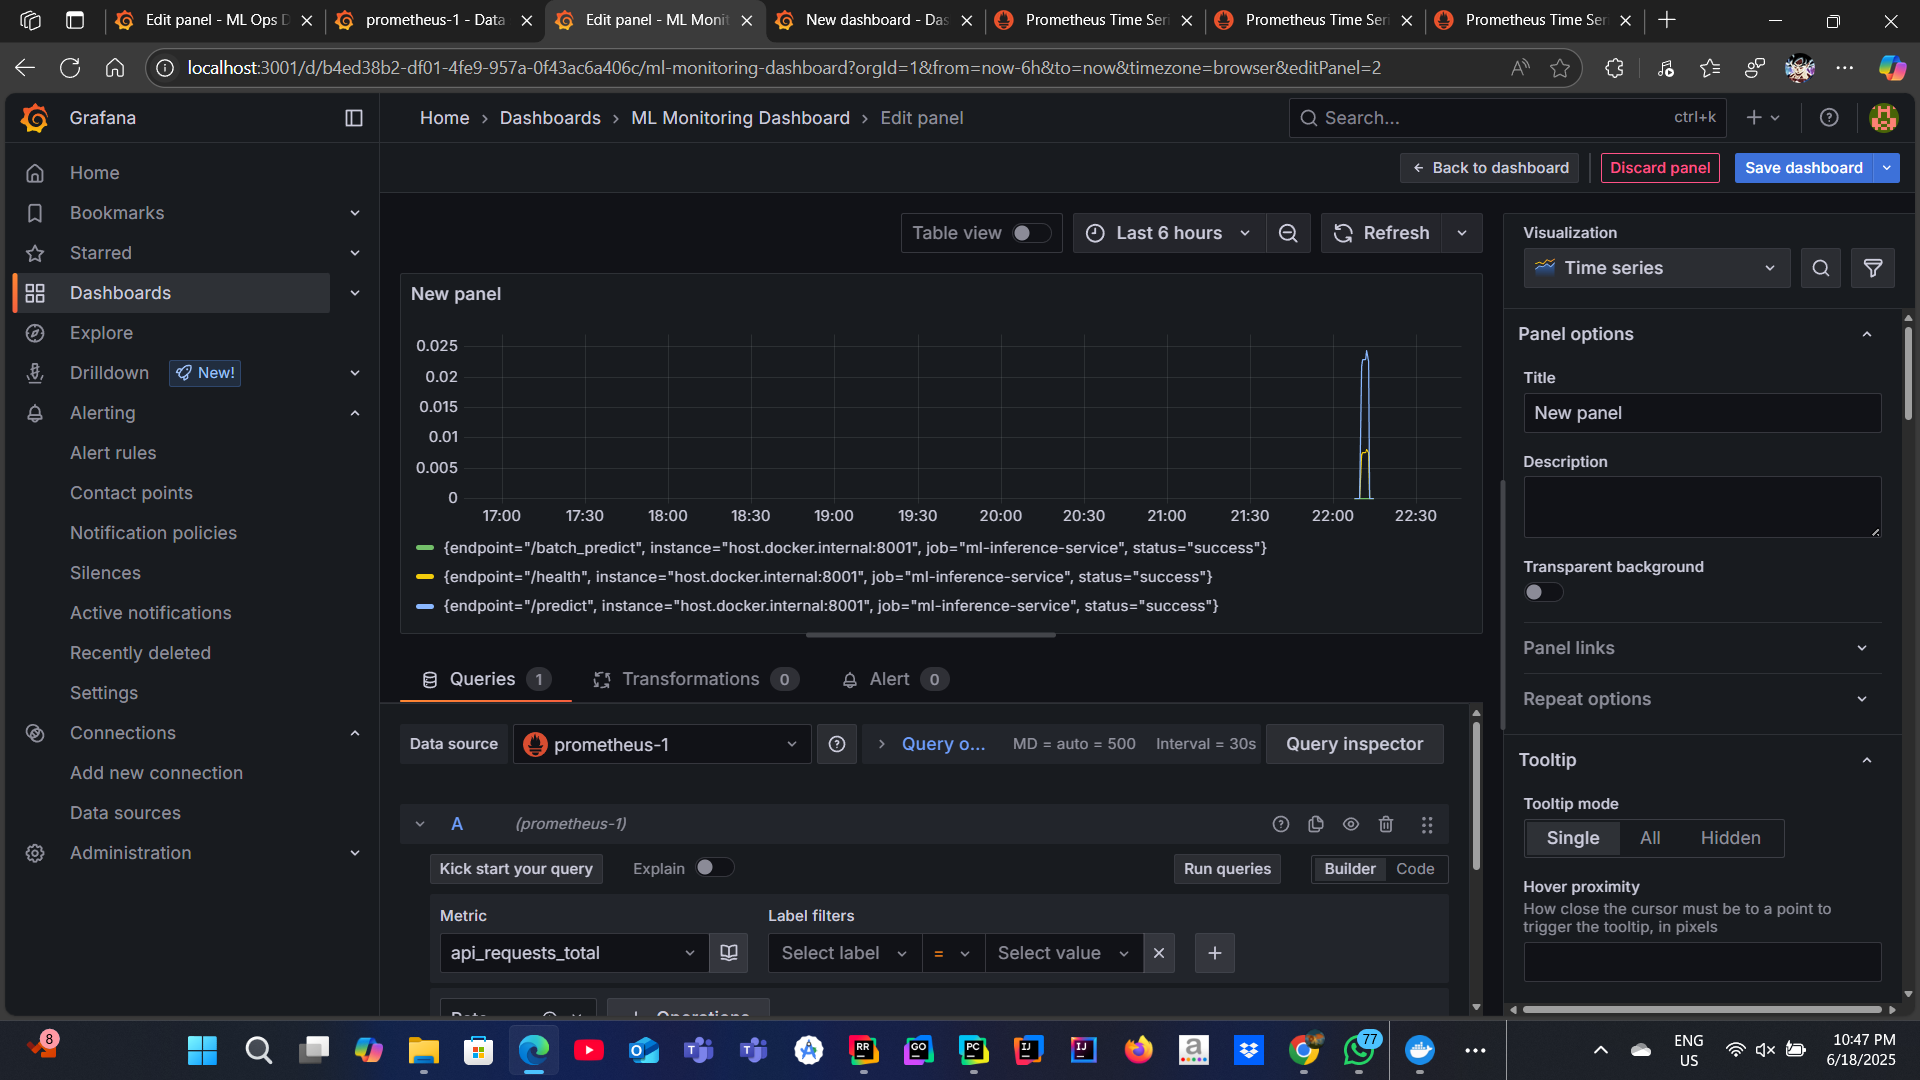 Edit panel - ML Ops D
prometheus-1 - Data
Edit panel - ML Monit
New dashboard - Das
Prometheus Time Seri
Prometheus Time Seri
Prometheus Time Ser
localhost:3001/d/b4ed38b2-df01-4fe9-957a-0f43ac6a406c/ml-monitoring-dashboard?orgId=1&from=now-6h&to=now&timezone=browser&editPanel=2
Grafana
Home › Dashboards › ML Monitoring Dashboard › Edit panel
Search... ctrl+k
Back to dashboard
Discard panel
Save dashboard
Home
Bookmarks
Starred
Dashboards
Explore
Drilldown New!
Alerting
Alert rules
Contact points
Notification policies
Silences
Active notifications
Recently deleted
Settings
Connections
Add new connection
Data sources
Administration
Table view
Last 6 hours
Refresh
New panel
0.025
0.02
0.015
0.01
0.005
0
17:00 17:30 18:00 18:30 19:00 19:30 20:00 20:30 21:00 21:30 22:00 22:30
{endpoint="/batch_predict", instance="host.docker.internal:8001", job="ml-inference-service", status="success"}
{endpoint="/health", instance="host.docker.internal:8001", job="ml-inference-service", status="success"}
{endpoint="/predict", instance="host.docker.internal:8001", job="ml-inference-service", status="success"}
Queries 1
Transformations 0
Alert 0
Data source
prometheus-1
Query o... MD = auto = 500 Interval = 30s
Query inspector
A (prometheus-1)
Kick start your query
Explain
Run queries
Builder Code
Metric
Label filters
api_requests_total
Select label = Select value
Rate
Operations
Visualization
Time series
Panel options
Title
New panel
Description
Transparent background
Panel links
Repeat options
Tooltip
Tooltip mode
Single All Hidden
Hover proximity
How close the cursor must be to a point to
trigger the tooltip, in pixels
8
RR
GO
PC
IJ
IJ
a
77
ENG
US
10:47 PM
6/18/2025